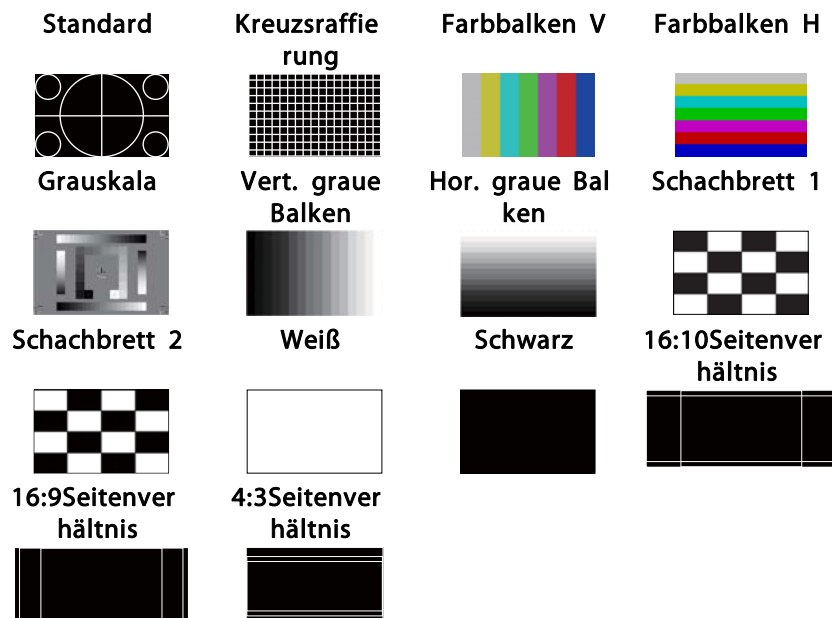 Standard
Kreuzsraffie
rung
Farbbalken V
Farbbalken H
Grauskala
Vert. graue
Balken
Hor. graue Bal
ken
Schachbrett 1
Schachbrett 2
Weiß
Schwarz
16:10Seitenver
hältnis
16:9Seitenver
hältnis
4:3Seitenver
hältnis